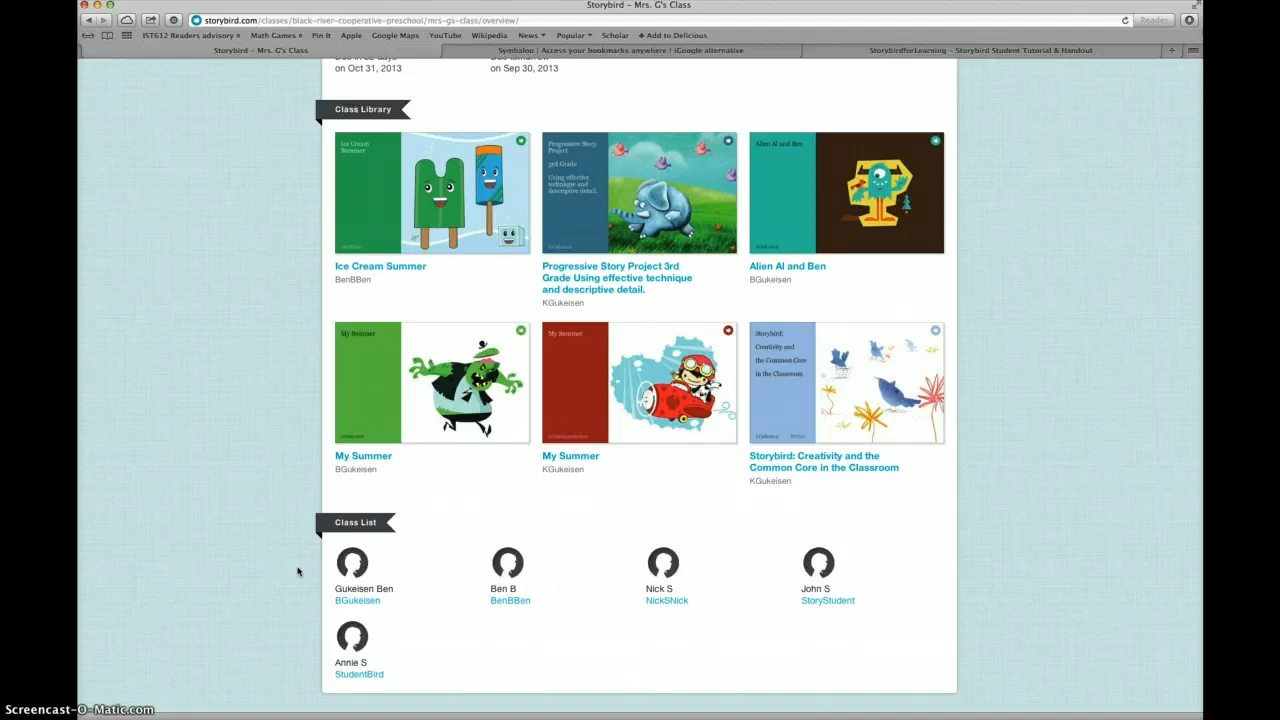 Storybird – Mrs. G's Class
storybird.com/classes/black-river-cooperative-preschool/mrs-gs-class/overview/
Reader
IST612 Readers advisory Math Games Pin It Apple Google Maps YouTube Wikipedia News Popular Scholar Add to Delicious
Storybird – Mrs. G's Class
Symbaloo | Access your bookmarks anywhere | iGoogle alternative
StorybirdforLearning - Storybird Student Tutorial & Handout
on Oct 31, 2013
on Sep 30, 2013
Class Library
Ice Cream
Summer
Progressive Story
Project
3rd Grade
Using effective
technique and
descriptive detail.
Alien Al and Ben
Ice Cream Summer
BenBBen
Progressive Story Project 3rd
Grade Using effective technique
and descriptive detail.
KGukeisen
Alien Al and Ben
BGukeisen
My Summer
My Summer
Storybird:
Creativity and
the Common Core
in the Classroom
My Summer
BGukeisen
My Summer
KGukeisen
Storybird: Creativity and the
Common Core in the Classroom
KGukeisen
Class List
Gukeisen Ben
BGukeisen
Ben B
BenBBen
Nick S
NickSNick
John S
StoryStudent
Annie S
StudentBird
Screencast-O-Matic.com